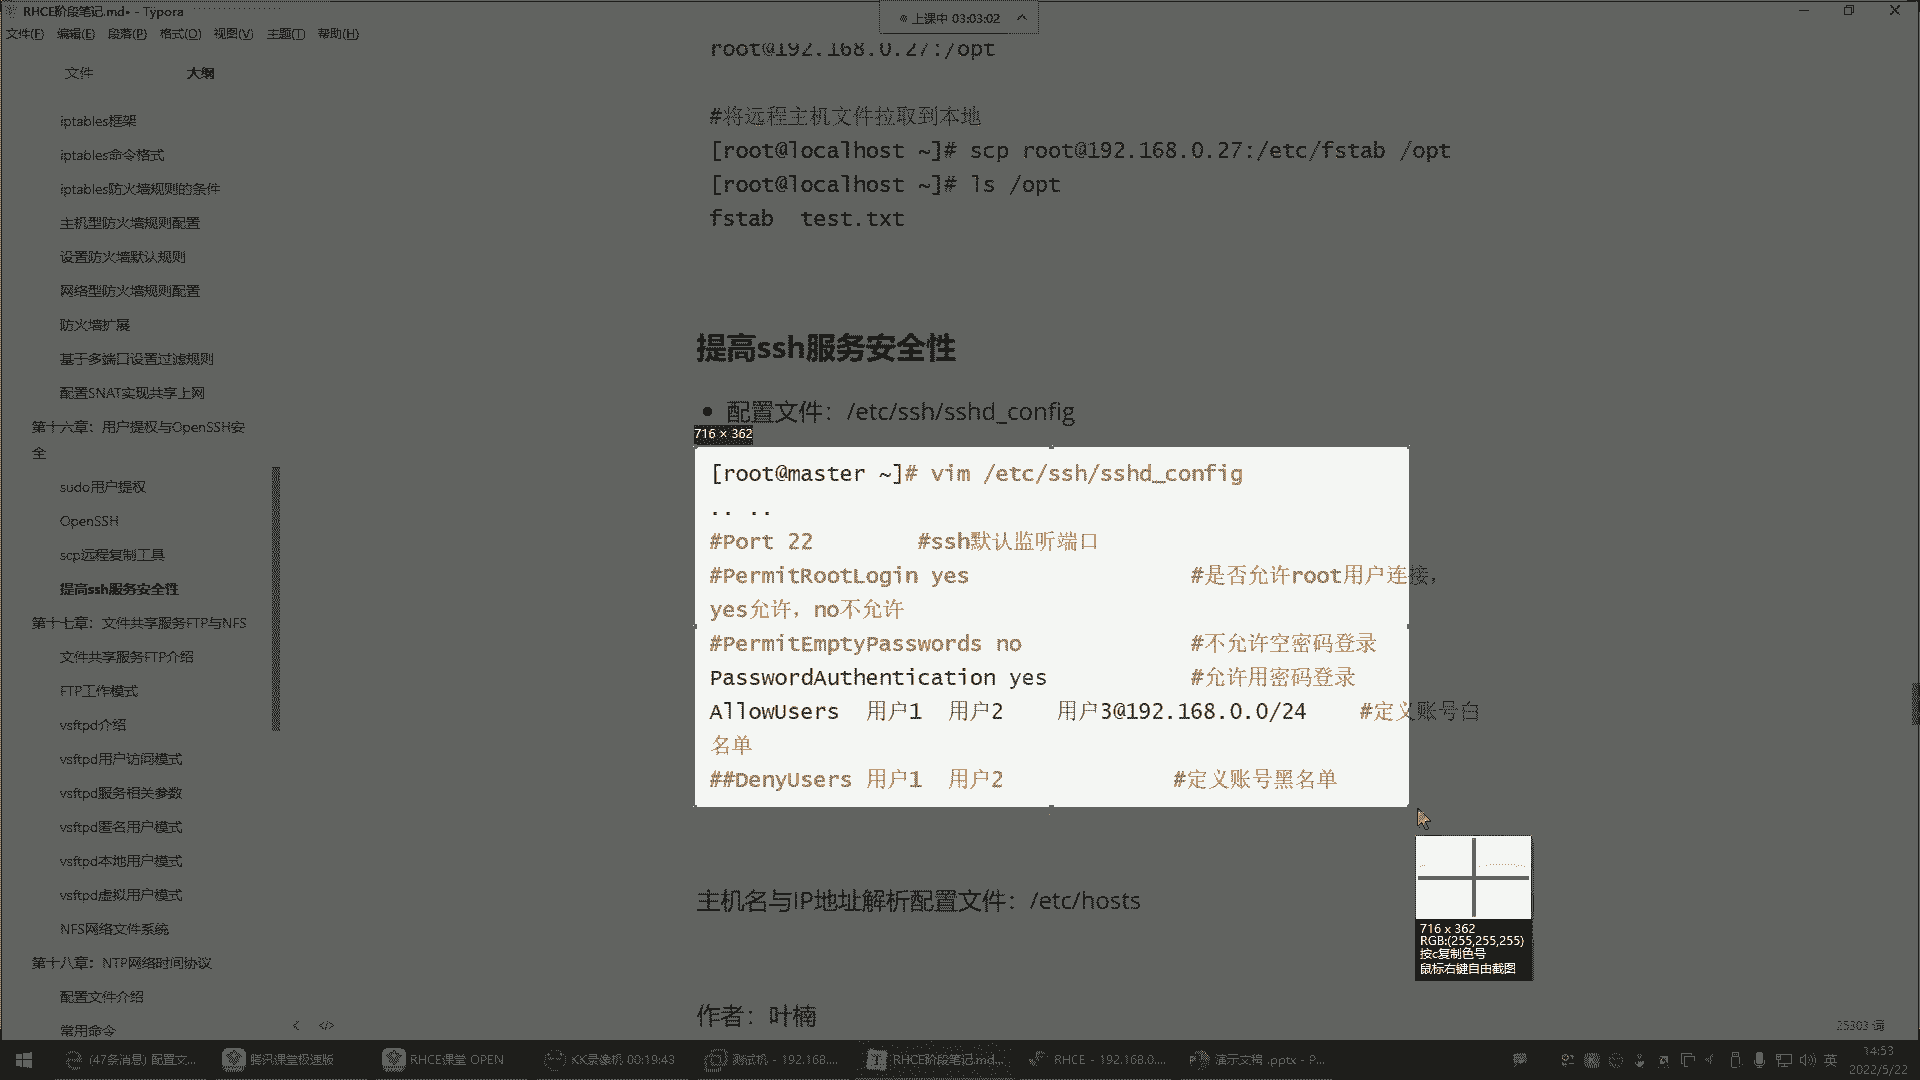 RHCE阶段笔记.md• - Typora
上课中 03:03:02
文件(F) 编辑(E) 段落(P) 格式(O) 视图(V) 主题(T) 帮助(H)
文件 大纲
iptables框架
iptables命令格式
iptables防火墙规则的条件
主机型防火墙规则配置
设置防火墙默认规则
网络型防火墙规则配置
防火墙扩展
基于多端口设置过滤规则
配置SNAT实现共享上网
第十六章：用户提权与OpenSSH安
全
sudo用户提权
OpenSSH
scp远程复制工具
提高ssh服务安全性
第十七章：文件共享服务FTP与NFS
文件共享服务FTP介绍
FTP工作模式
vsftpd介绍
vsftpd用户访问模式
vsftpd服务相关参数
vsftpd匿名用户模式
vsftpd本地用户模式
vsftpd虚拟用户模式
NFS网络文件系统
第十八章：NTP网络时间协议
配置文件介绍
常用命令
root@192.168.0.27:/opt
#将远程主机文件拉取到本地
[root@localhost ~]# scp root@192.168.0.27:/etc/fstab /opt
[root@localhost ~]# ls /opt
fstab  test.txt
提高ssh服务安全性
• 配置文件：/etc/ssh/sshd_config
716 × 362
[root@master ~]# vim /etc/ssh/sshd_config
.. ..
#Port 22 #ssh默认监听端口
#PermitRootLogin yes #是否允许root用户连接，
yes允许，no不允许
#PermitEmptyPasswords no #不允许空密码登录
PasswordAuthentication yes #允许用密码登录
AllowUsers 用户1 用户2 用户3@192.168.0.0/24 #定义账号白
名单
##DenyUsers 用户1 用户2 #定义账号黑名单
716 x 362
RGB:(255,255,255)
按c复制色号
鼠标右键自由截图
主机名与IP地址解析配置文件：/etc/hosts
作者：叶楠
25303 词
(47条消息) 配置文... 腾讯课堂极速版 RHCE课堂 OPEN KK录像机 00:19:43 测试机 - 192.168.... RHCE阶段笔记.md... RHCE - 192.168.0.... 演示文稿 .pptx - P... 英
14:53
2022/5/22